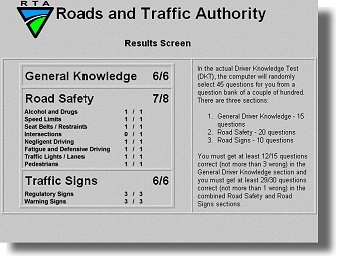 RTA
Roads and Traffic Authority
Results Screen
General Knowledge 6/6
Road Safety 7/8
Alcohol and Drugs 1 / 1
Speed Limits 1 / 1
Seat Belts / Restraints 1 / 1
Intersections 0 / 1
Negligent Driving 1 / 1
Fatigue and Defensive Driving 1 / 1
Traffic Lights / Lanes 1 / 1
Pedestrians 1 / 1
Traffic Signs 6/6
Regulatory Signs 3 / 3
Warning Signs 3 / 3
In the actual Driver Knowledge Test
(DKT), the computer will randomly
select 45 questions for you from a
question bank of a couple of hundred.
There are three sections:
1. General Driver Knowledge - 15
questions
2. Road Safety - 20 questions
3. Road Signs - 10 questions
You must get at least 12/15 questions
correct (not more than 3 wrong) in the
General Driver Knowledge section and
you must get at least 29/30 questions
correct (not more than 1 wrong) in the
combined Road Safety and Road
Signs sections.